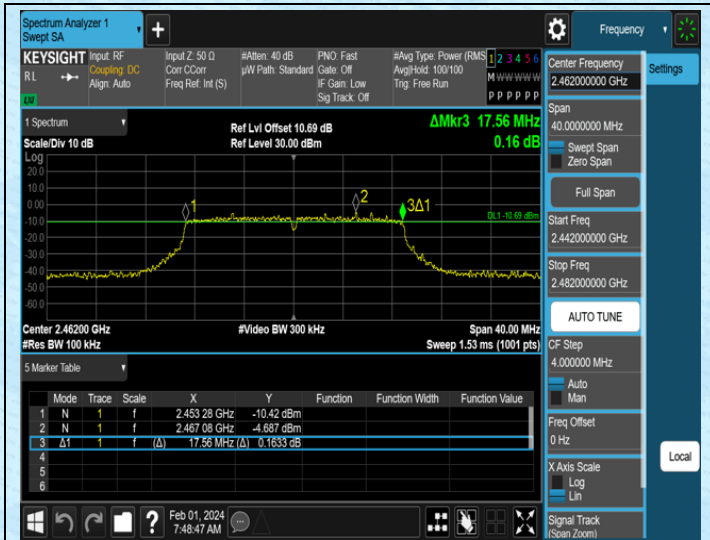 Spectrum Analyzer 1
Swept SA
Frequency
KEYSIGHT
RL
LXI
Input: RF
Coupling: DC
Align: Auto
Input Z: 50 Ω
Corr CCorr
Freq Ref: Int (S)
#Atten: 40 dB
µW Path: Standard
PNO: Fast
Gate: Off
IF Gain: Low
Sig Track: Off
#Avg Type: Power (RMS
Avg|Hold: 100/100
Trig: Free Run
1 2 3 4 5 6
M W W W W W
P P P P P P
1 Spectrum
Scale/Div 10 dB
Ref Lvl Offset 10.69 dB
Ref Level 30.00 dBm
ΔMkr3 17.56 MHz
0.16 dB
Log
20.0
10.0
0.00
-10.0
-20.0
-30.0
-40.0
-50.0
-60.0
1
2
3Δ1
DL1 -10.69 dBm
Center 2.46200 GHz
#Res BW 100 kHz
#Video BW 300 kHz
Span 40.00 MHz
Sweep 1.53 ms (1001 pts)
5 Marker Table
Mode Trace Scale X Y Function Function Width Function Value
1 N 1 f 2.453 28 GHz -10.42 dBm
2 N 1 f 2.467 08 GHz -4.687 dBm
3 Δ1 1 f (Δ) 17.56 MHz (Δ) 0.1633 dB
4
5
6
Feb 01, 2024
7:48:47 AM
Center Frequency
2.462000000 GHz
Span
40.0000000 MHz
Swept Span
Zero Span
Full Span
Start Freq
2.442000000 GHz
Stop Freq
2.482000000 GHz
AUTO TUNE
CF Step
4.000000 MHz
Auto
Man
Freq Offset
0 Hz
X Axis Scale
Log
Lin
Signal Track
(Span Zoom)
Settings
Local